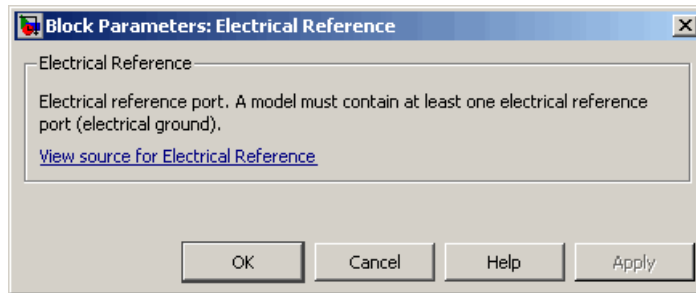 Block Parameters: Electrical Reference
Electrical Reference
Electrical reference port. A model must contain at least one electrical reference
port (electrical ground).
View source for Electrical Reference
OK Cancel Help Apply